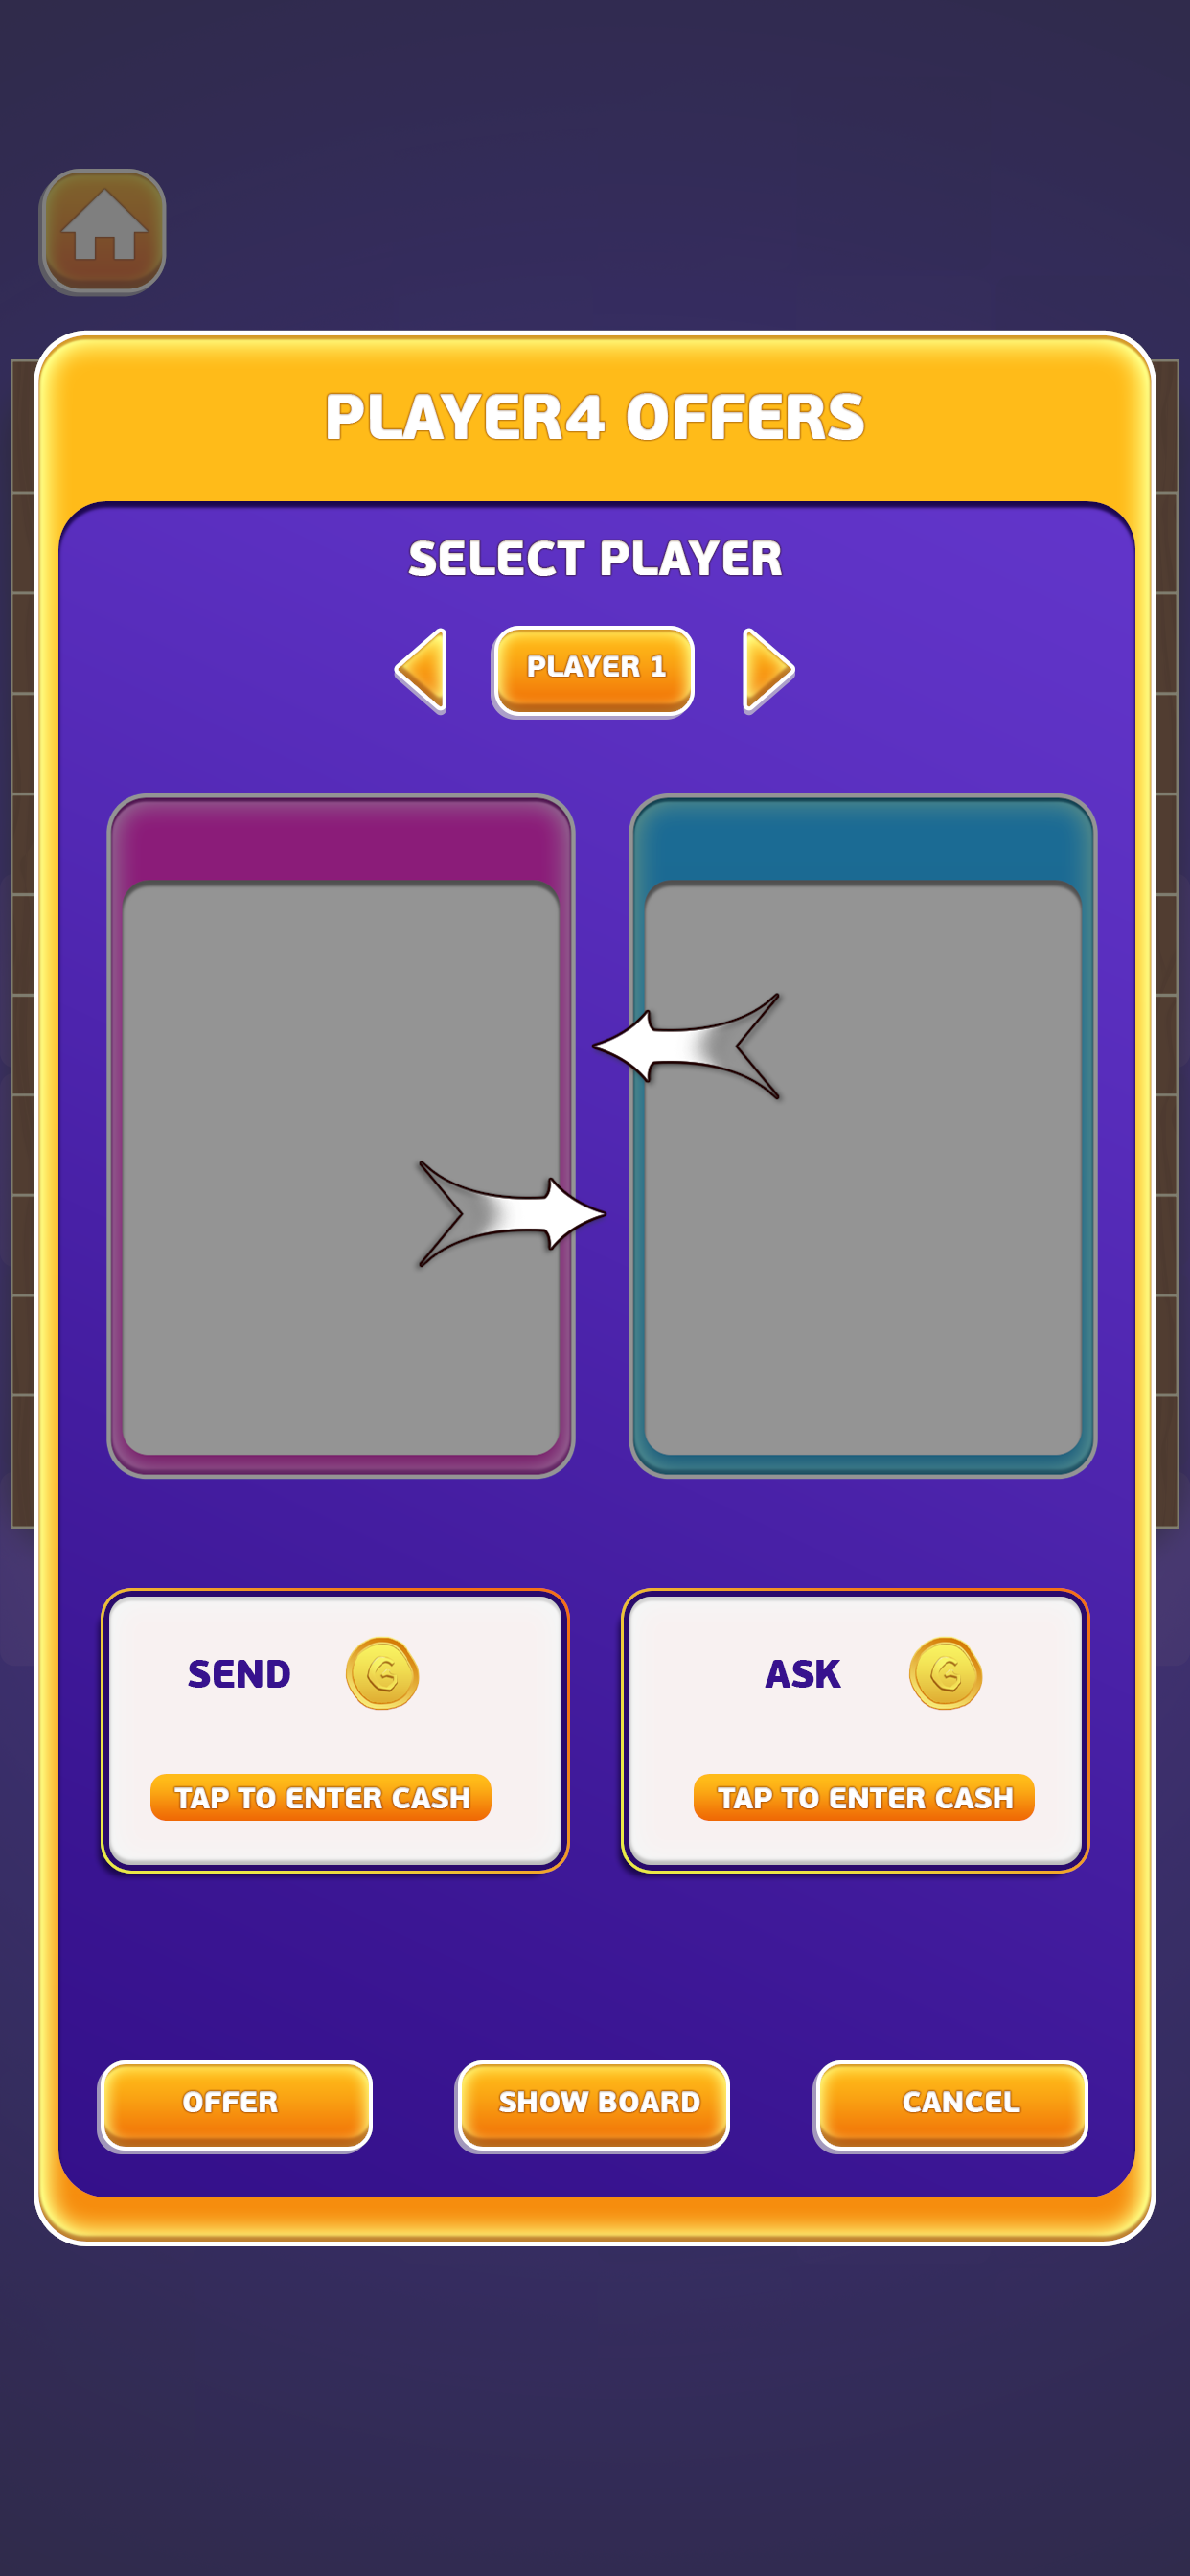 PLAYER4 OFFERS
SELECT PLAYER
PLAYER 1
SEND
ASK
TAP TO ENTER CASH
TAP TO ENTER CASH
OFFER
SHOW BOARD
CANCEL